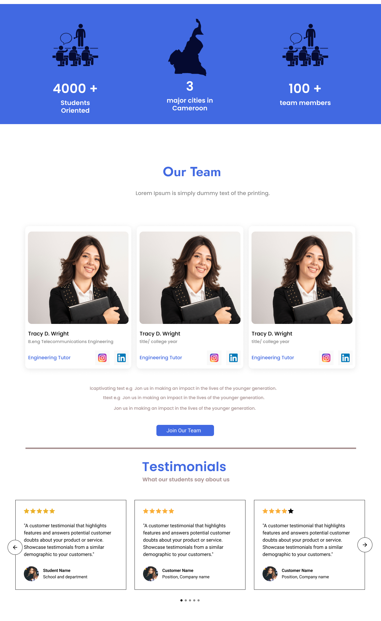 4000 +
Students
Oriented
3
major cities in
Cameroon
100 +
team members
Our Team
Lorem Ipsum is simply dummy text of the printing.
Tracy D. Wright
B.eng Telecommunications Engineering
Engineering Tutor
Tracy D. Wright
title/ college year
Engineering Tutor
Tracy D. Wright
title/ college year
Engineering Tutor
(captivating text e.g. Join us in making an impact in the lives of the younger generation.
(text e.g. Join us in making an impact in the lives of the younger generation.
Join us in making an impact in the lives of the younger generation.
Join Our Team
Testimonials
What our students say about us
"A customer testimonial that highlights
features and answers potential customer
doubts about your product or service.
Showcase testimonials from a similar
demographic to your customers."
Student Name
School and department
"A customer testimonial that highlights
features and answers potential customer
doubts about your product or service.
Showcase testimonials from a similar
demographic to your customers."
Customer Name
Position, Company name
"A customer testimonial that highlights
features and answers potential customer
doubts about your product or service.
Showcase testimonials from a similar
demographic to your customers."
Customer Name
Position, Company name